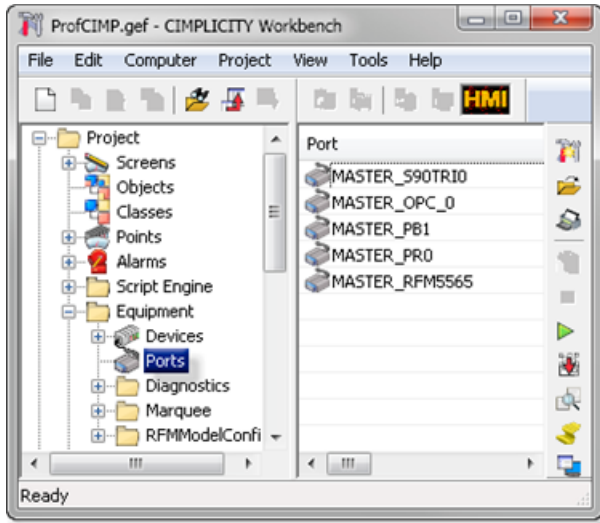 ProfCIMP.gef - CIMPLICITY Workbench
File Edit Computer Project View Tools Help
HMI
Project
Screens
Objects
Classes
Points
Alarms
Script Engine
Equipment
Devices
Ports
Diagnostics
Marquee
RFMModelConfi
Port
MASTER_S90TRI0
MASTER_OPC_0
MASTER_PB1
MASTER_PR0
MASTER_RFM5565
Ready